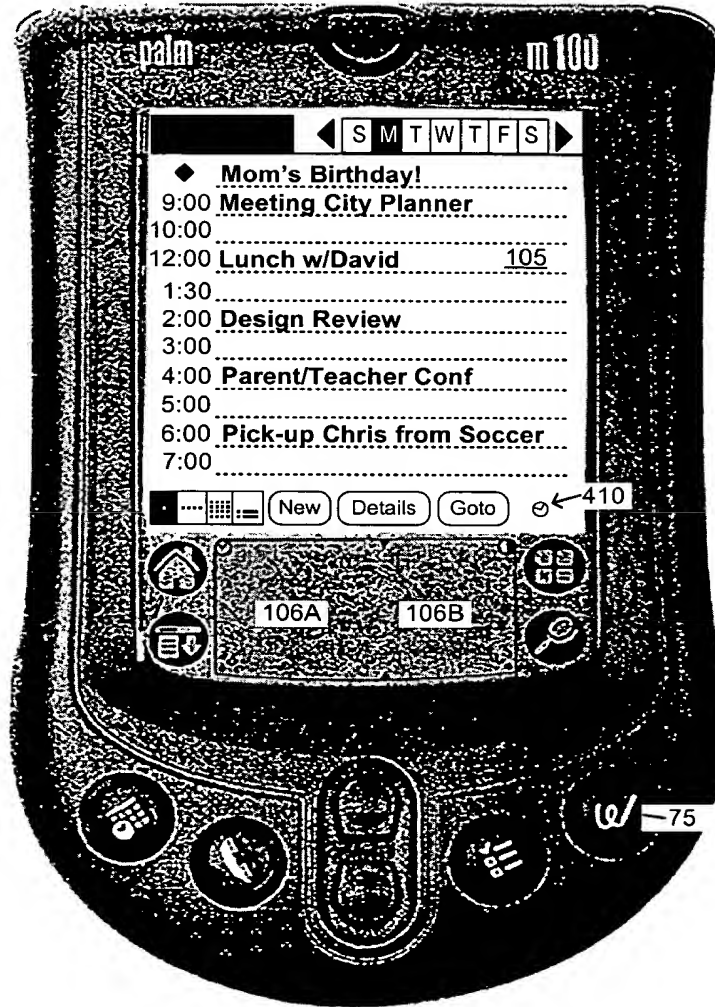 palm m100
S M T W T F S
Mom's Birthday!
9:00 Meeting City Planner
10:00
12:00 Lunch w/David 105
1:30
2:00 Design Review
3:00
4:00 Parent/Teacher Conf
5:00
6:00 Pick-up Chris from Soccer
7:00
New Details Goto 410
106A 106B
75